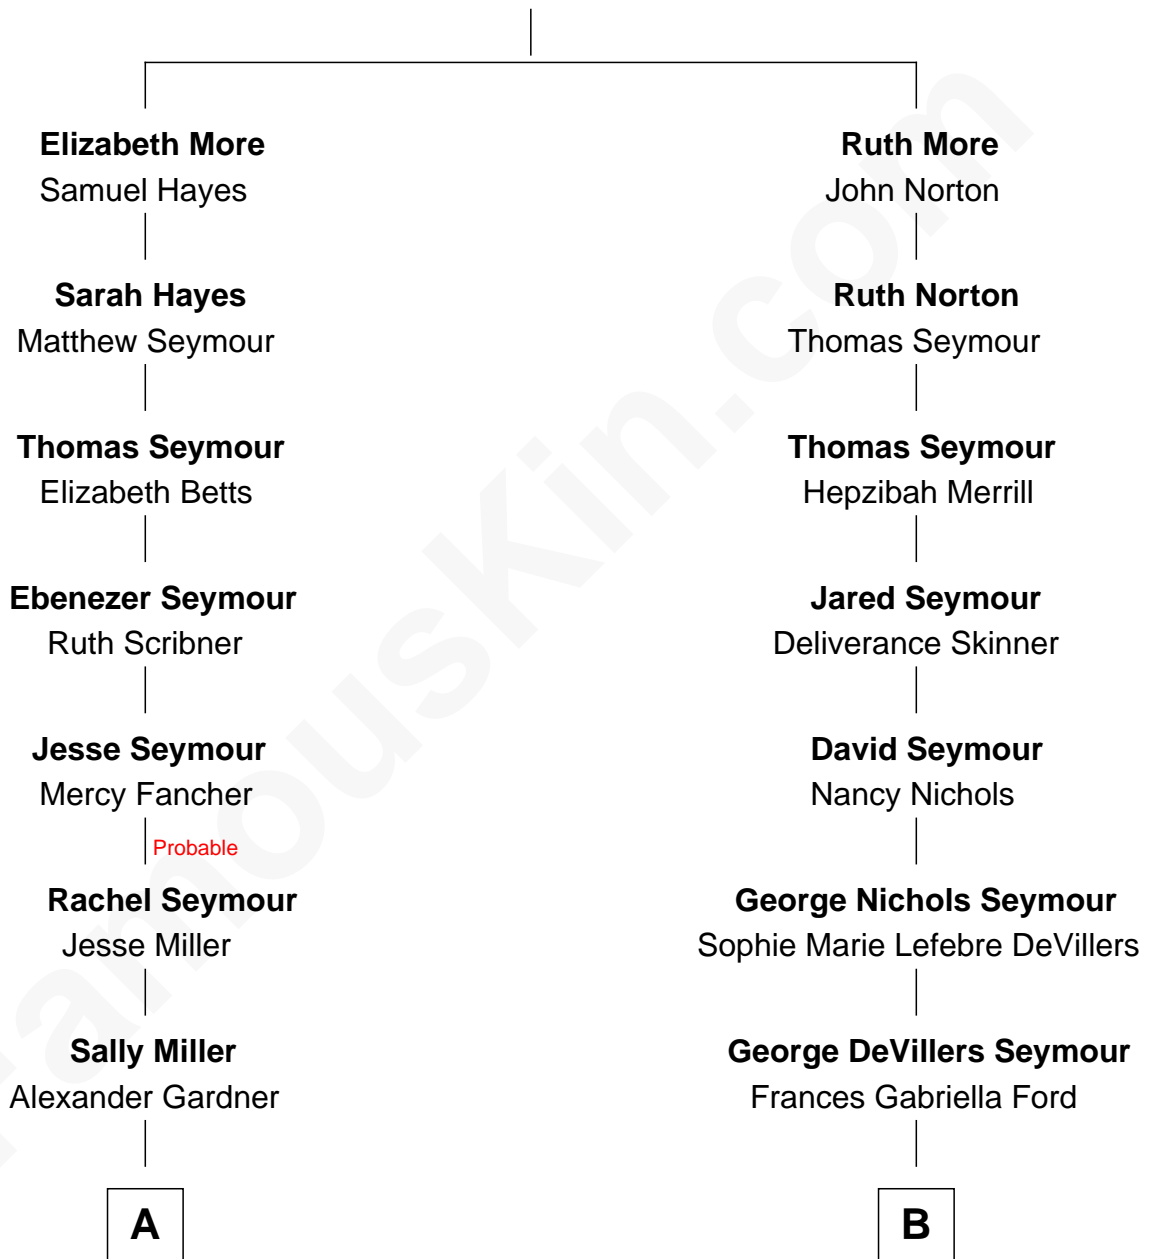 Elizabeth More
Samuel Hayes
Sarah Hayes
Matthew Seymour
Thomas Seymour
Elizabeth Betts
Ebenezer Seymour
Ruth Scribner
Jesse Seymour
Mercy Fancher
Probable
Rachel Seymour
Jesse Miller
Sally Miller
Alexander Gardner
A
Ruth More
John Norton
Ruth Norton
Thomas Seymour
Thomas Seymour
Hepzibah Merrill
Jared Seymour
Deliverance Skinner
David Seymour
Nancy Nichols
George Nichols Seymour
Sophie Marie Lefebre DeVillers
George DeVillers Seymour
Frances Gabriella Ford
B
FamousKin.com